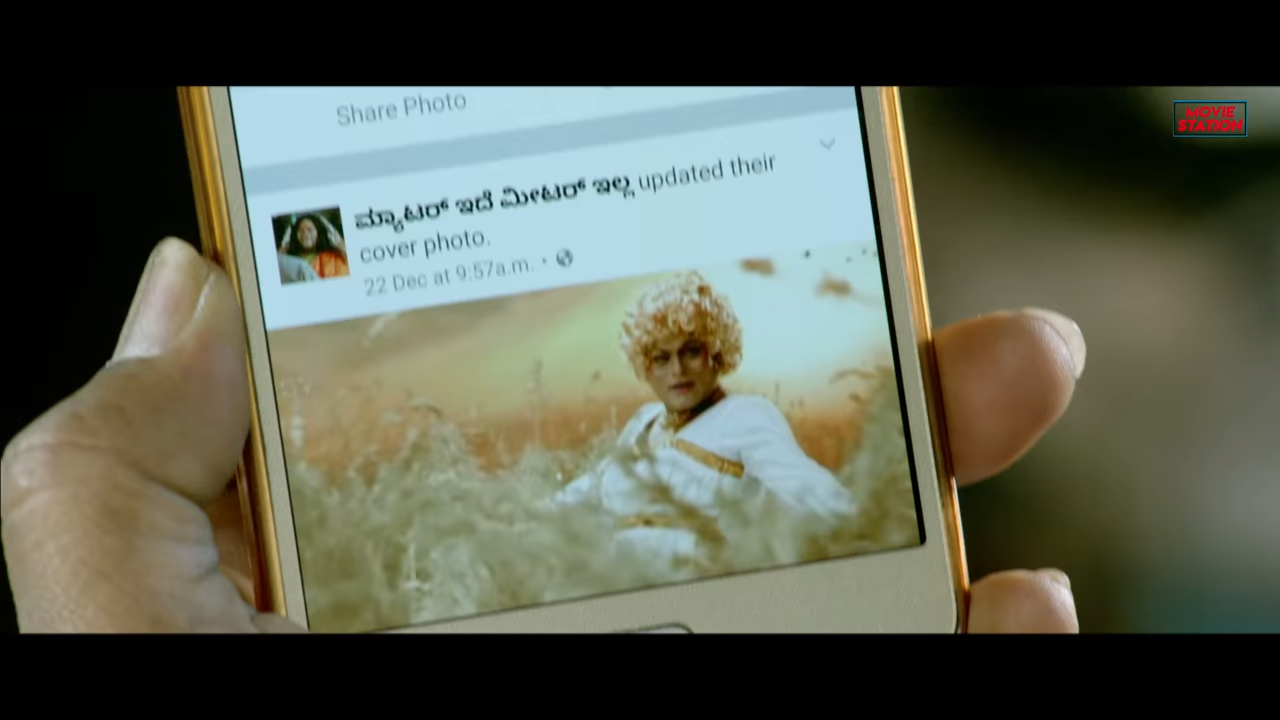 Share Photo
MOVIE
STATION
ಮ್ಯಾಟರ್ ಇದೆ ಮೀಟರ್ ಇಲ್ಲ updated their
cover photo.
22 Dec at 9:57a.m. ·